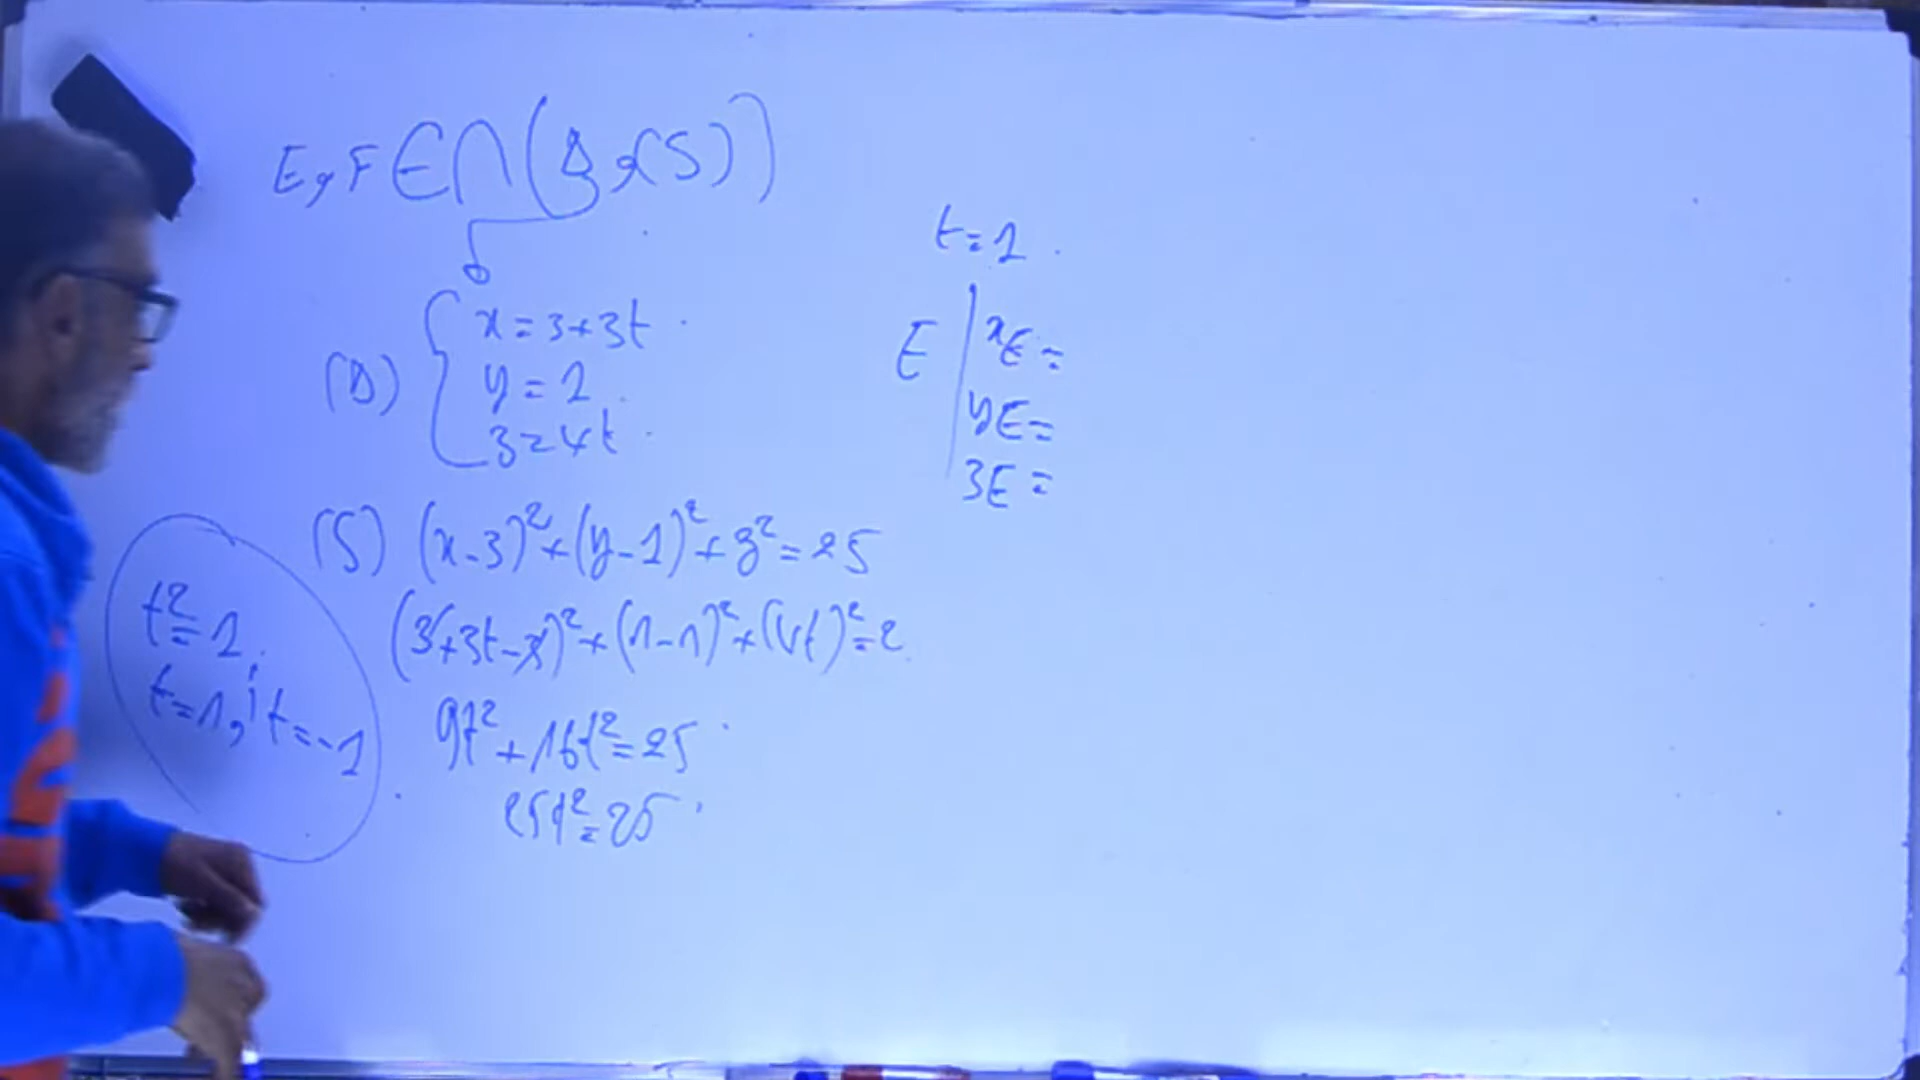 E, F ∈ ∩ (Δ, (S))
(Δ) { x = 3 + 3t
y = 1
z = 4t
(S) (x - 3)² + (y - 1)² + z² = 25
(3 + 3t - 3)² + (1 - 1)² + (4t)² = 2
9t² + 16t² = 25
25t² = 25
t² = 1
t = 1, ; t = -1
t = 1
E | xE =
yE =
zE =